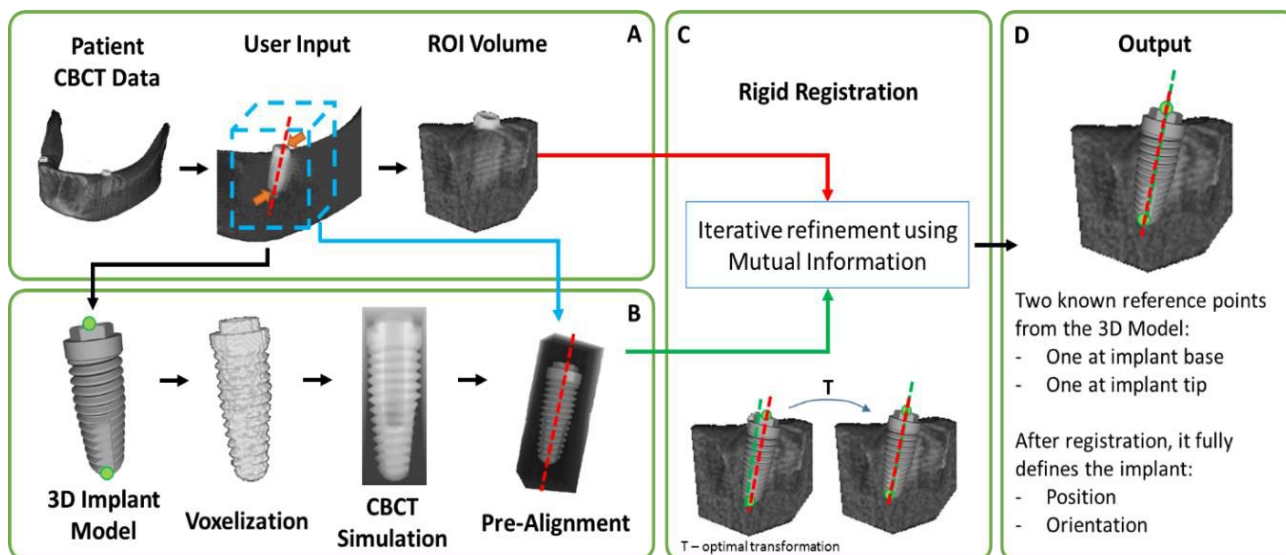 A
Patient
CBCT Data
User Input
ROI Volume
B
3D Implant
Model
Voxelization
CBCT
Simulation
Pre-Alignment
C
Rigid Registration
Iterative refinement using
Mutual Information
T
T – optimal transformation
D
Output
Two known reference points
from the 3D Model:
- One at implant base
- One at implant tip
After registration, it fully
defines the implant:
- Position
- Orientation